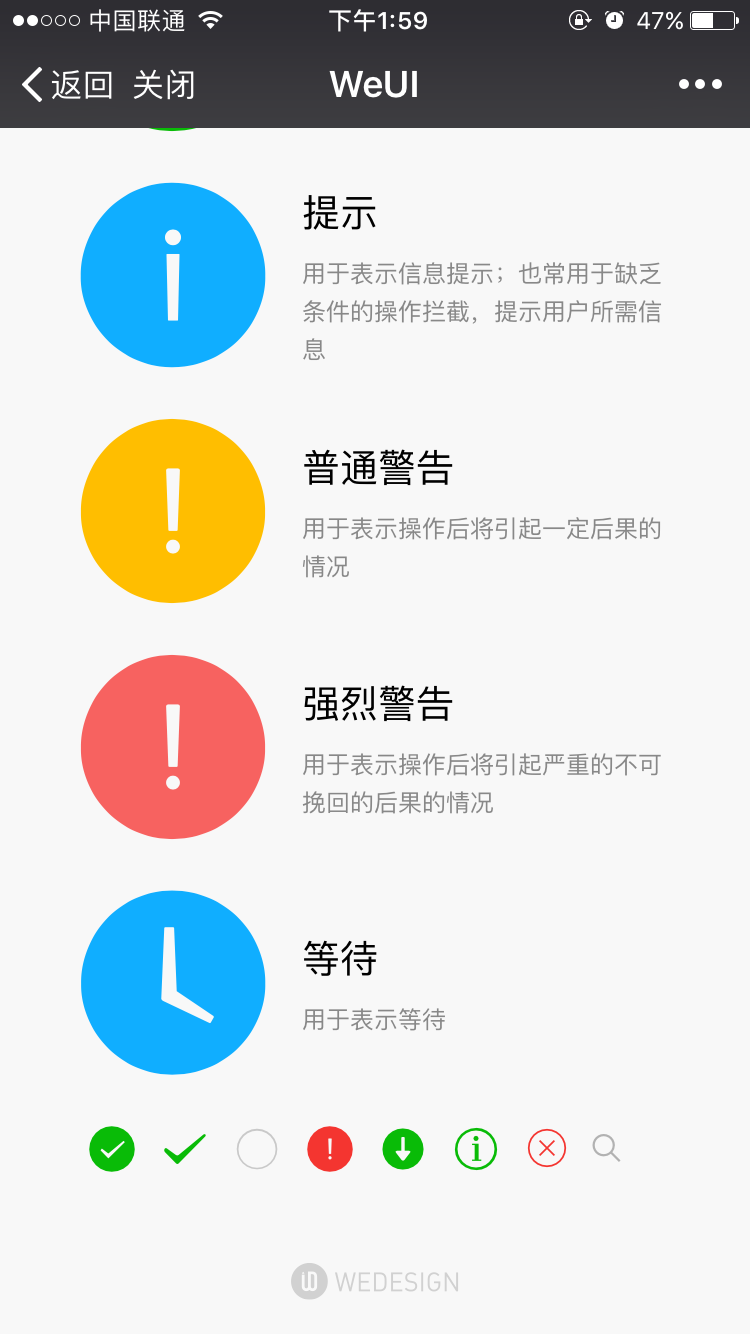 中国联通 下午1:59 47%
返回 关闭 WeUI
提示
用于表示信息提示；也常用于缺乏
条件的操作拦截，提示用户所需信
息
普通警告
用于表示操作后将引起一定后果的
情况
强烈警告
用于表示操作后将引起严重的不可
挽回的后果的情况
等待
用于表示等待
WEDESIGN